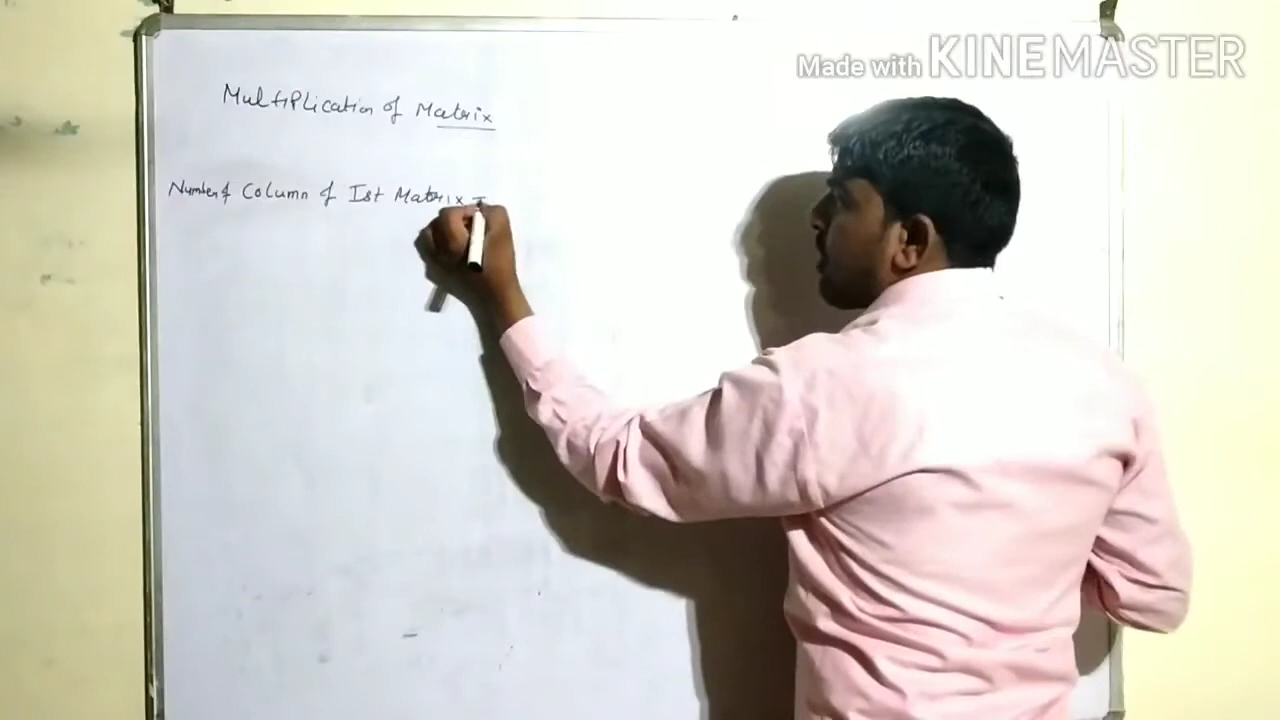 Made with KINEMASTER
Multiplication of Matrix
Number of Column of Ist Matrix =